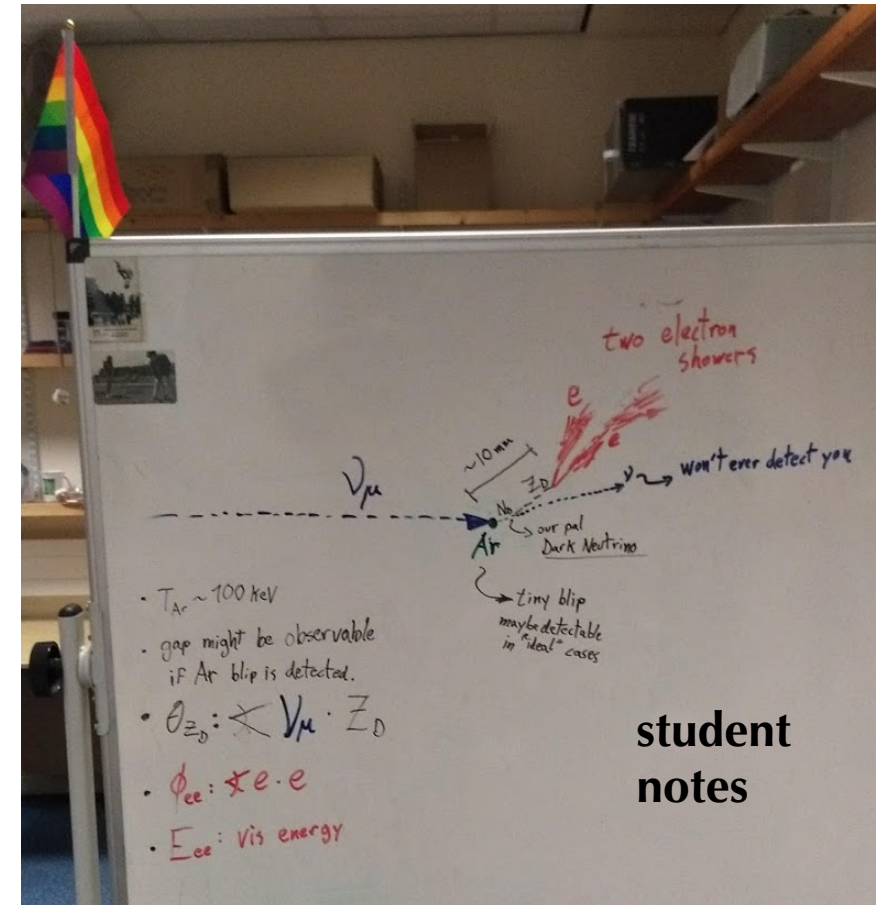 two electron
showers
e
e
~10mm
Z_D
ν
won't ever detect you
ν_μ
N_D
our pal
Dark Neutrino
Ar
tiny blip
maybe detectable
in "ideal" cases
· T_Ar ~ 100 keV
· gap might be observable
if Ar blip is detected.
· θ_{Z_D}: ∢ ν_μ · Z_D
· ϕ_ee: ∢ e · e
· E_ee: vis energy
student
notes